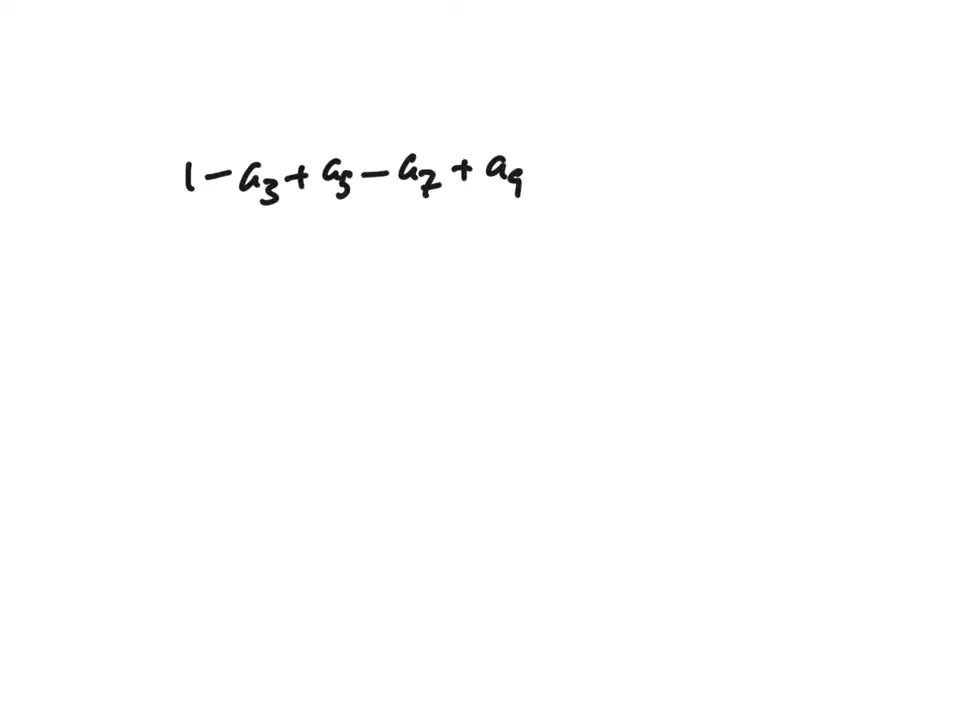 1 − a₃ + a₅ − a₇ + a₉